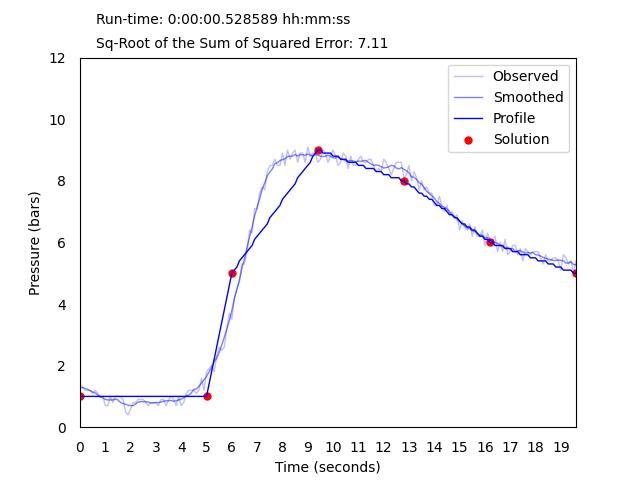 Run-time: 0:00:00.528589 hh:mm:ss
Sq-Root of the Sum of Squared Error: 7.11
Observed
Smoothed
Profile
Solution
12
10
8
6
4
2
0
Pressure (bars)
0 1 2 3 4 5 6 7 8 9 10 11 12 13 14 15 16 17 18 19
Time (seconds)